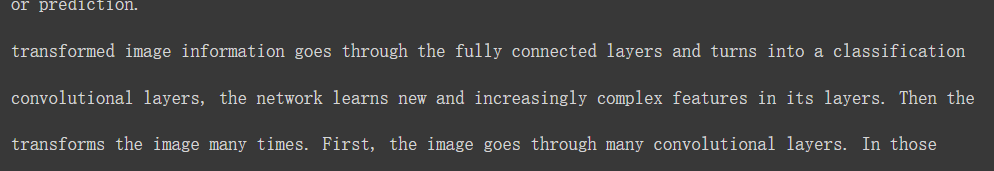 or prediction.
transformed image information goes through the fully connected layers and turns into a classification
convolutional layers, the network learns new and increasingly complex features in its layers. Then the
transforms the image many times. First, the image goes through many convolutional layers. In those